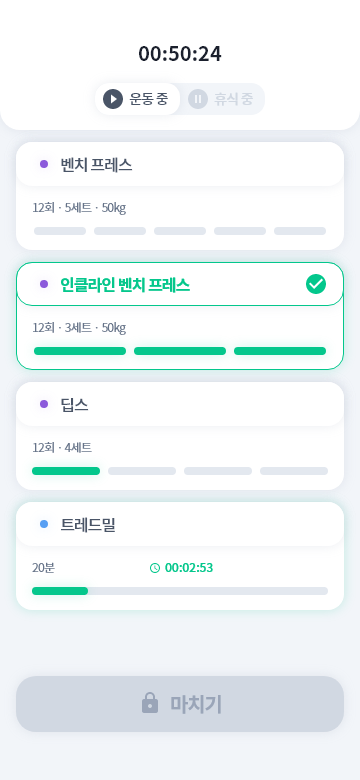 00:50:24
운동 중 휴식 중
벤치 프레스
12회 · 5세트 · 50kg
인클라인 벤치 프레스
12회 · 3세트 · 50kg
딥스
12회 · 4세트
트레드밀
20분 00:02:53
마치기